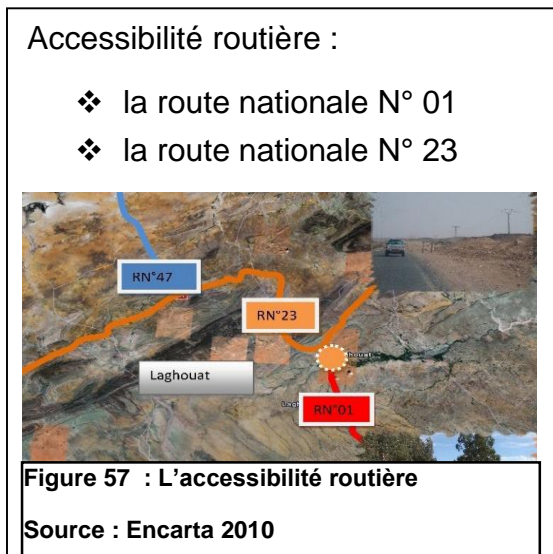 Accessibilité routière :
❖ la route nationale N° 01
❖ la route nationale N° 23
RN°47
RN°23
Laghouat
RN°01
Figure 57 : L’accessibilité routière
Source : Encarta 2010